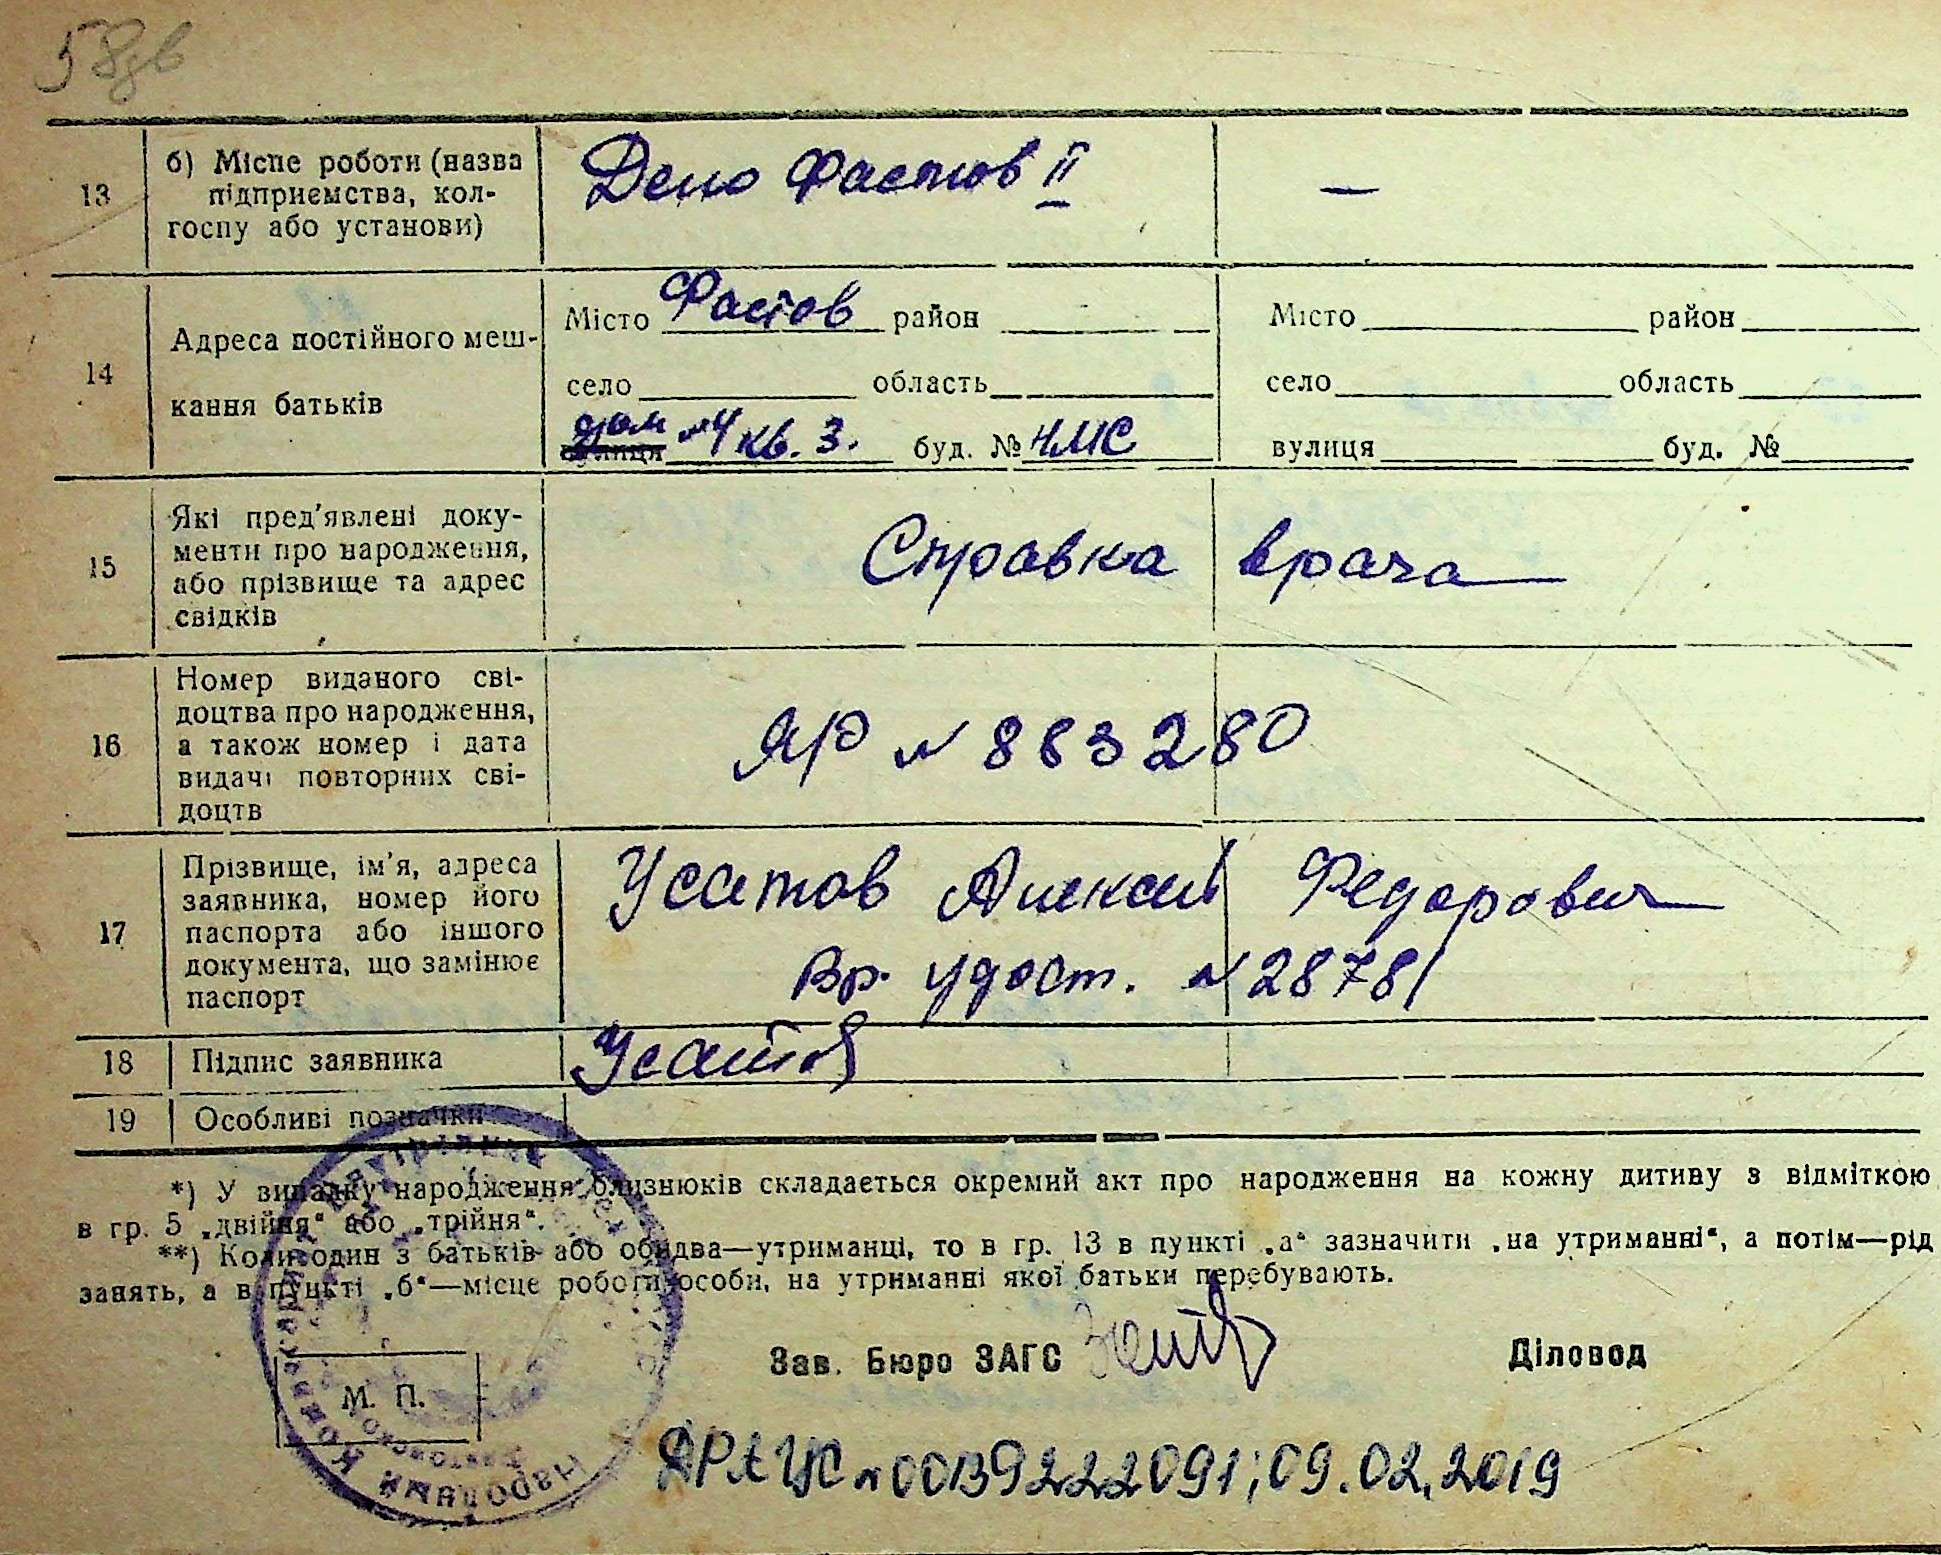 58зв
13
б) Місце роботи (назва
підприємства, кол-
госпу або установи)
Депо Фастов II
—
14
Адреса постійного меш-
кання батьків
Місто Фастов район
село область
вулиця дом №4 кв. 3. буд. № ЧМС
Місто район
село область
вулиця буд. №
15
Які пред'явлені доку-
менти про народження,
або прізвище та адрес
свідків
Справка врача
16
Номер виданого сві-
доцтва про народження,
а також номер і дата
видачі повторних сві-
доцтв
ЯР № 883280
17
Прізвище, ім'я, адреса
заявника, номер його
паспорта або іншого
документа, що замінює
паспорт
Усатов Алексей Федорович
Вр. удост. №28781
18
Підпис заявника
Усатов
19
Особливі позначки
*) У випадку народження близнюків складається окремий акт про народження на кожну дитину з відміткою
в гр. 5 „двійня“ або „трійня“.
**) Коли один з батьків або обидва—утриманці, то в гр. 13 в пункті „а“ зазначити „на утриманні“, а потім—рід
занять, а в пункті „б“—місце роботи особи, на утриманні якої батьки перебувають.
Зав. Бюро ЗАГС
Діловод
М. П.
Народный Комиссариат
ДРАЦС №00139222091; 09.02.2019